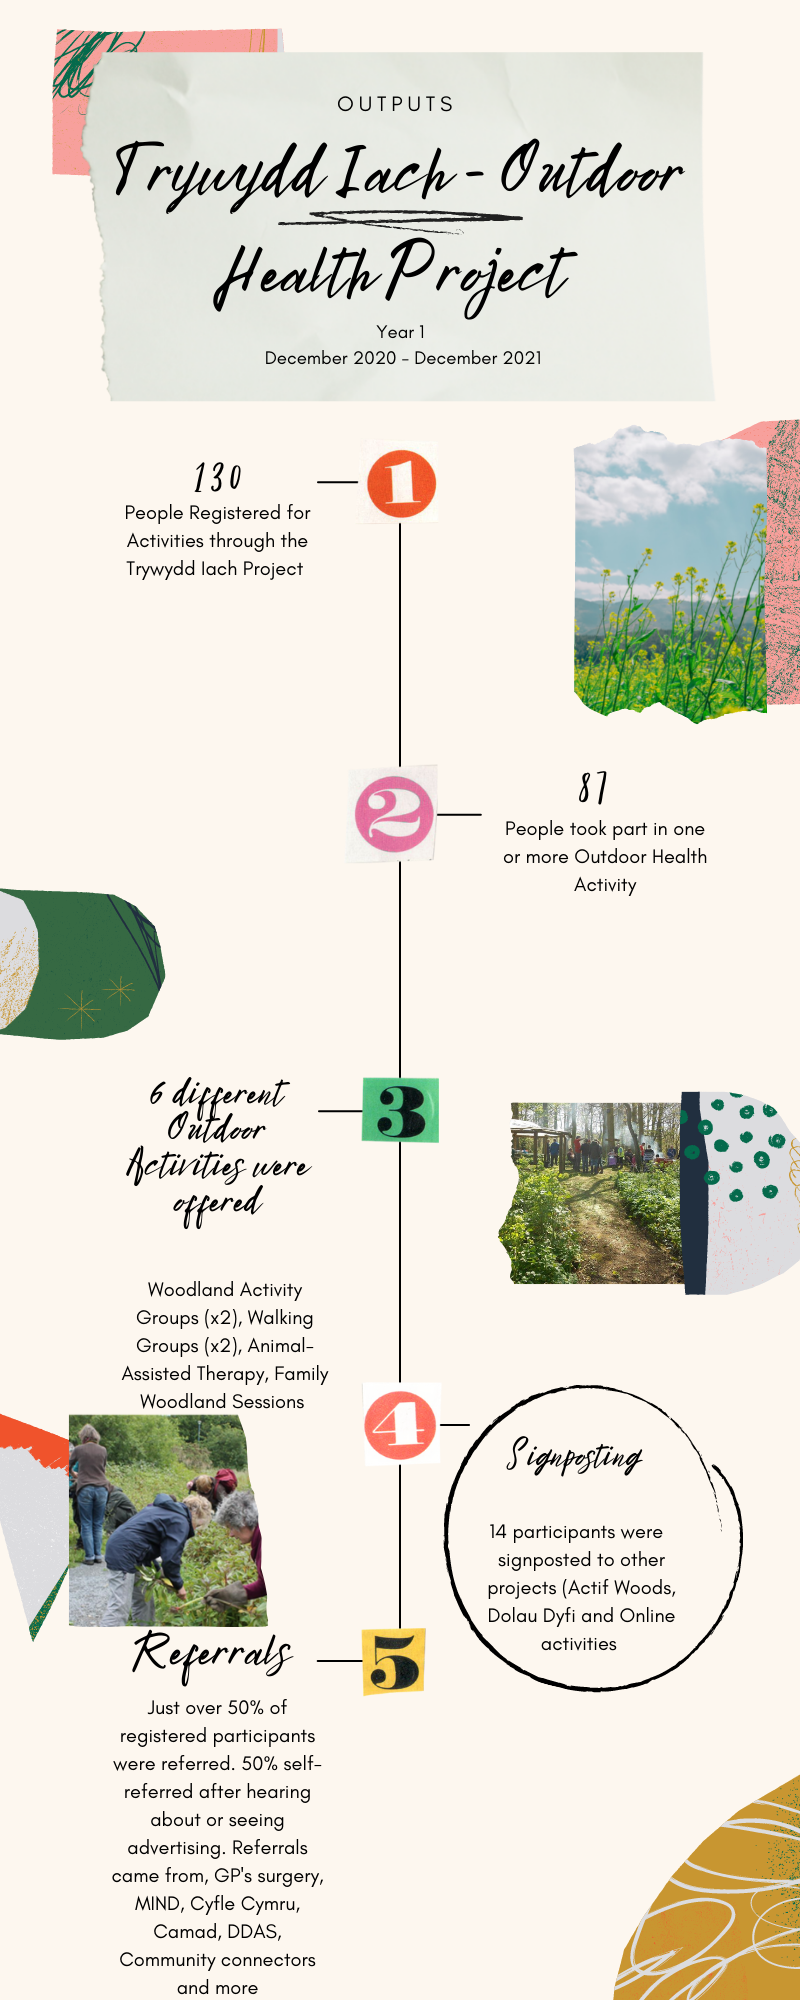 OUTPUTS
Trywydd Iach - Outdoor
Health Project
Year 1
December 2020 - December 2021
130
People Registered for
Activities through the
Trywydd Iach Project
1
2
87
People took part in one
or more Outdoor Health
Activity
6 different
Outdoor
Activities were
offered
3
Woodland Activity
Groups (x2), Walking
Groups (x2), Animal-
Assisted Therapy, Family
Woodland Sessions
4
Signposting
14 participants were
signposted to other
projects (Actif Woods,
Dolau Dyfi and Online
activities
Referrals
5
Just over 50% of
registered participants
were referred. 50% self-
referred after hearing
about or seeing
advertising. Referrals
came from, GP's surgery,
MIND, Cyfle Cymru,
Camad, DDAS,
Community connectors
and more